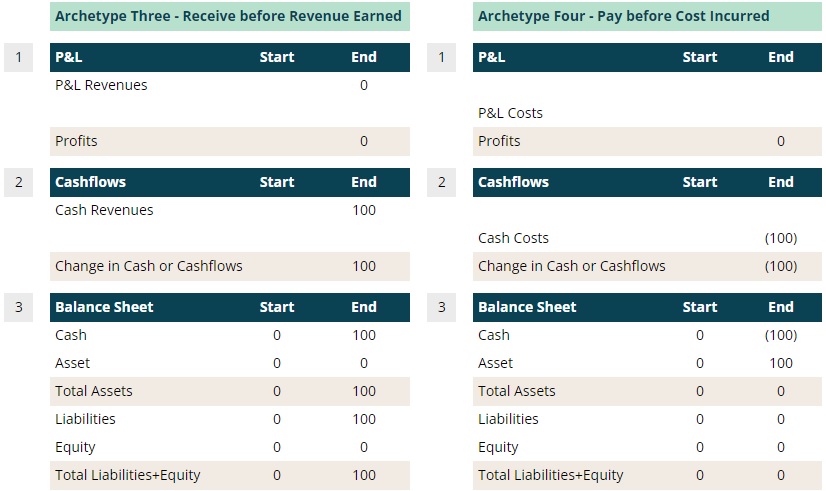 Archetype Three - Receive before Revenue Earned
1 P&L Start End
P&L Revenues 0
Profits 0
2 Cashflows Start End
Cash Revenues 100
Change in Cash or Cashflows 100
3 Balance Sheet Start End
Cash 0 100
Asset 0 0
Total Assets 0 100
Liabilities 0 100
Equity 0 0
Total Liabilities+Equity 0 100
Archetype Four - Pay before Cost Incurred
1 P&L Start End
P&L Costs
Profits 0
2 Cashflows Start End
Cash Costs (100)
Change in Cash or Cashflows (100)
3 Balance Sheet Start End
Cash 0 (100)
Asset 0 100
Total Assets 0 0
Liabilities 0 0
Equity 0 0
Total Liabilities+Equity 0 0